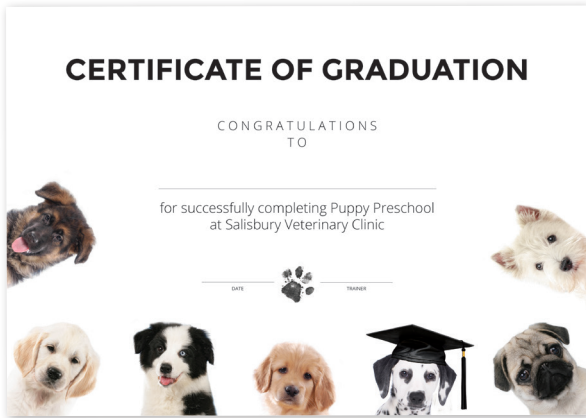 CERTIFICATE OF GRADUATION
CONGRATULATIONS
TO
for successfully completing Puppy Preschool
at Salisbury Veterinary Clinic
DATE
TRAINER